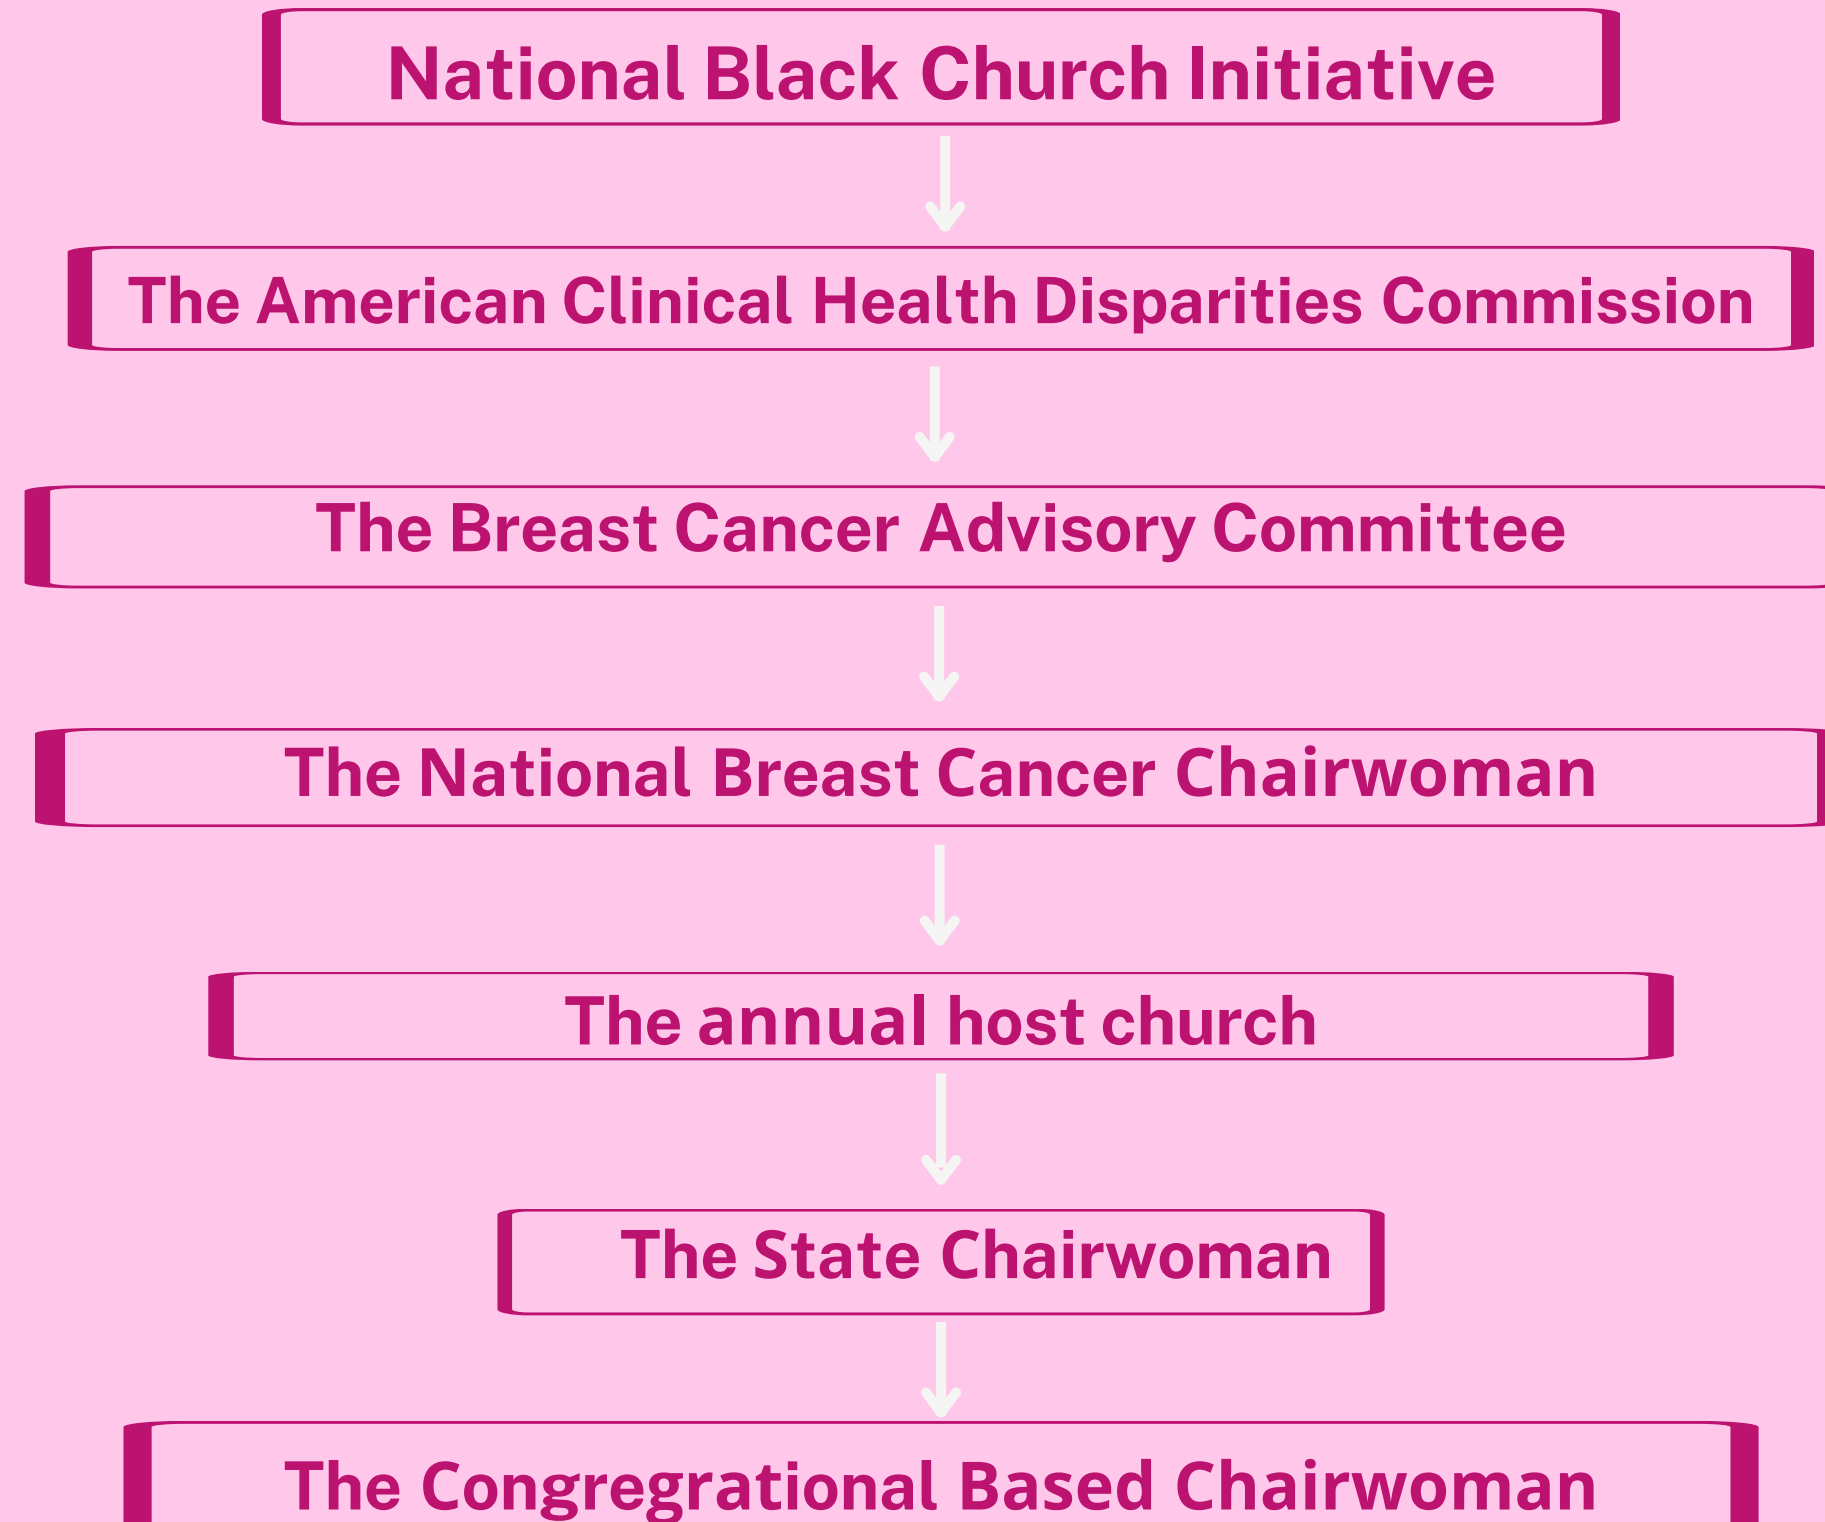 National Black Church Initiative
The American Clinical Health Disparities Commission
The Breast Cancer Advisory Committee
The National Breast Cancer Chairwoman
The annual host church
The State Chairwoman
The Congregrational Based Chairwoman